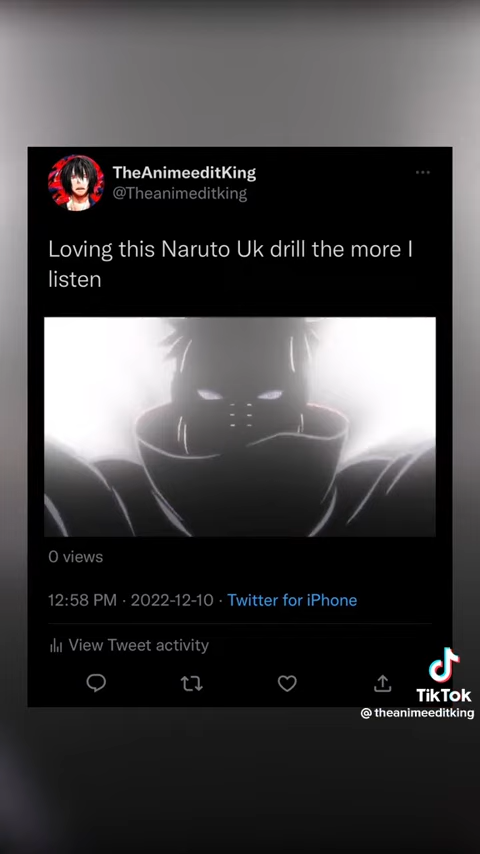 TheAnimeeditKing
@Theanimeditking
Loving this Naruto Uk drill the more I
listen
0 views
12:58 PM · 2022-12-10 · Twitter for iPhone
View Tweet activity
TikTok
@theanimeeditking